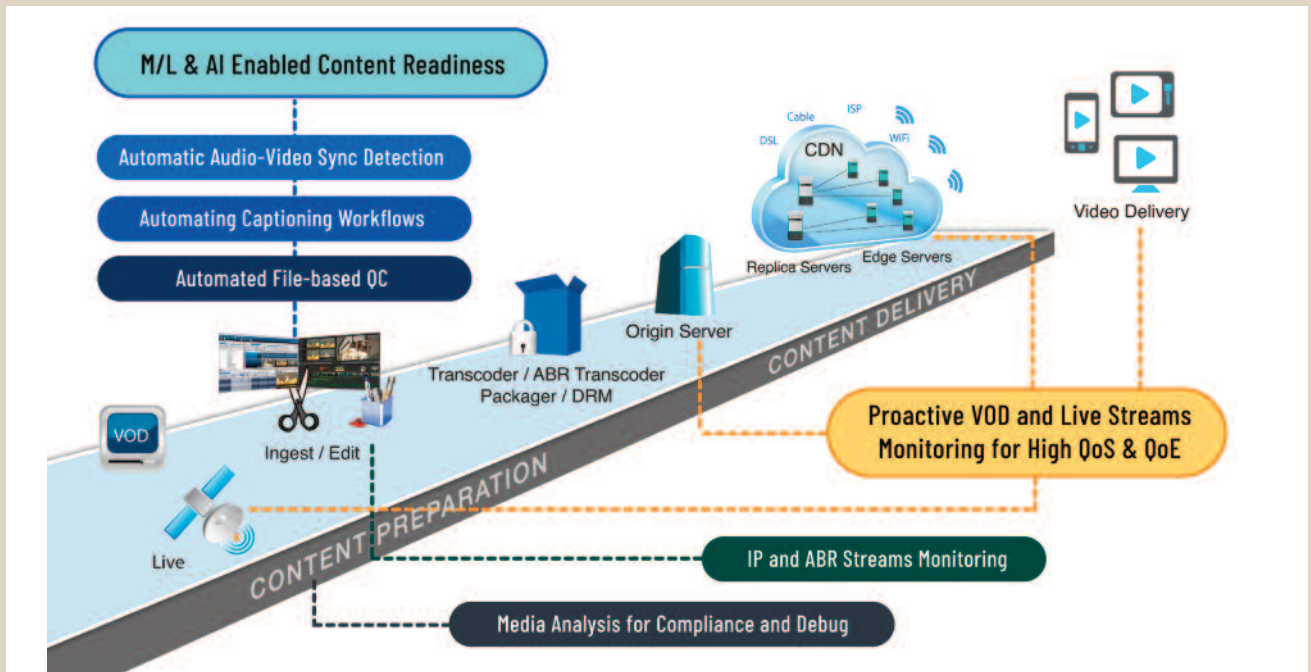 M/L & AI Enabled Content Readiness
Automatic Audio-Video Sync Detection
Automating Captioning Workflows
Automated File-based QC
DSL
Cable
ISP
WiFi
CDN
Replica Servers
Edge Servers
Video Delivery
Origin Server
Transcoder / ABR Transcoder
Packager / DRM
Ingest / Edit
VOD
Live
CONTENT PREPARATION
CONTENT DELIVERY
Proactive VOD and Live Streams
Monitoring for High QoS & QoE
IP and ABR Streams Monitoring
Media Analysis for Compliance and Debug